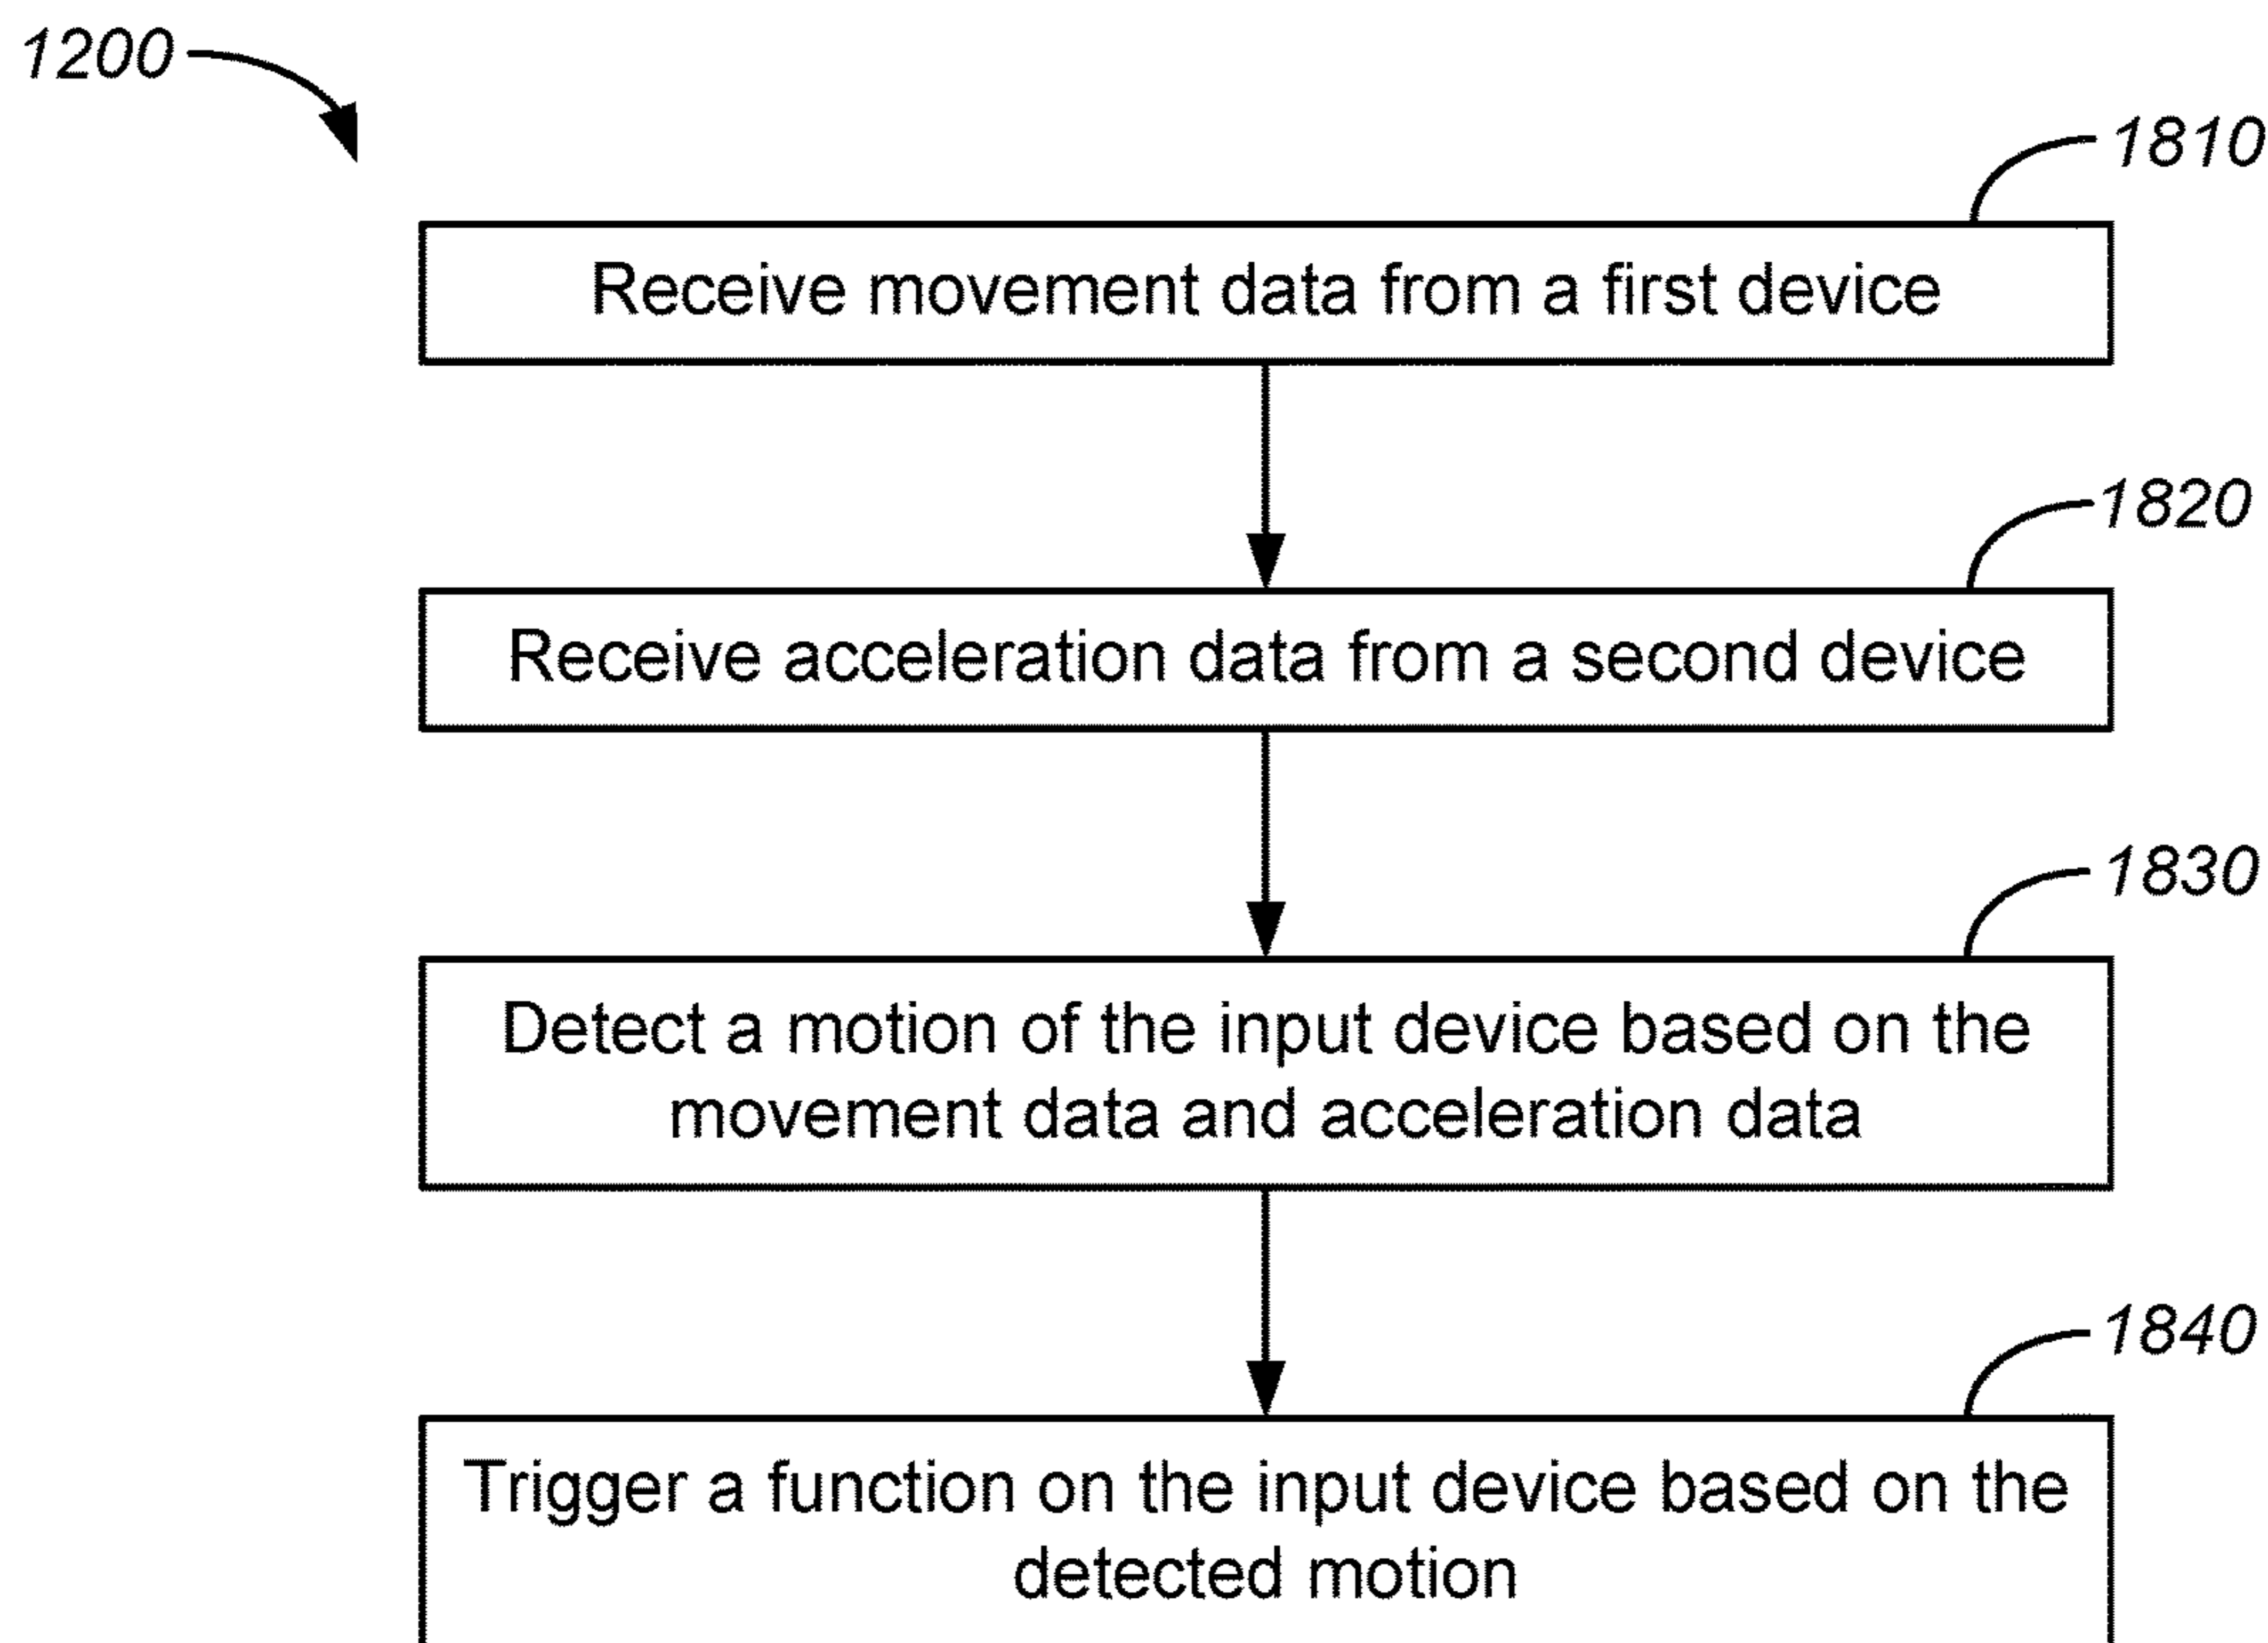 1200
1810
Receive movement data from a first device
1820
Receive acceleration data from a second device
1830
Detect a motion of the input device based on the
movement data and acceleration data
1840
Trigger a function on the input device based on the
detected motion